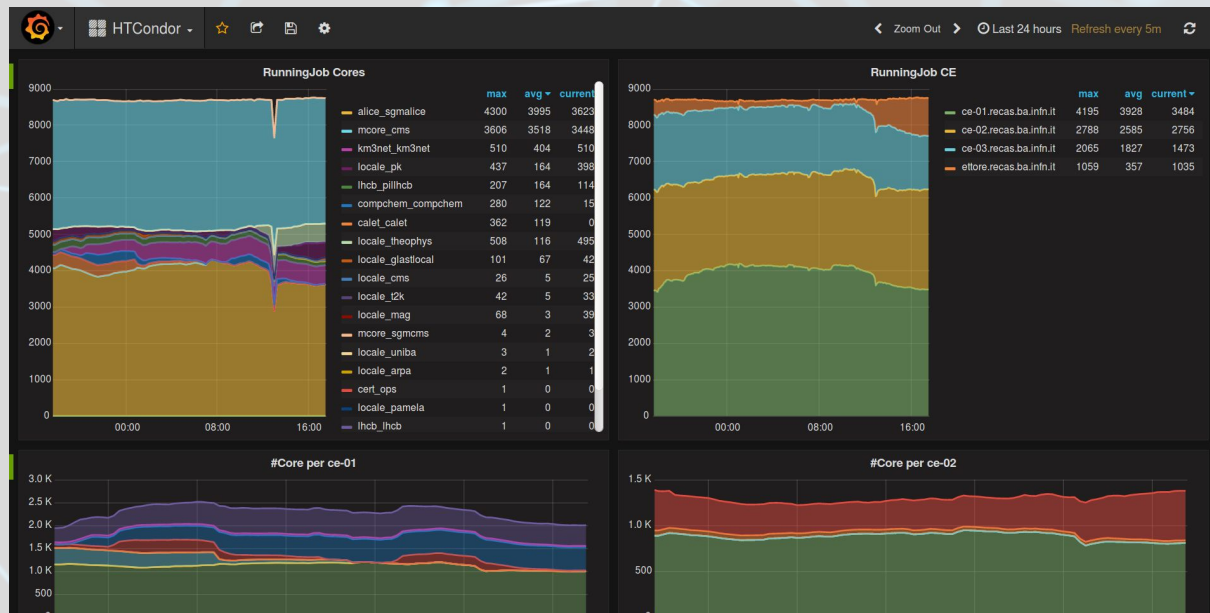 HTCondor
Zoom Out
Last 24 hours
Refresh every 5m
RunningJob Cores
9000
8000
7000
6000
5000
4000
3000
2000
1000
0
00:00
08:00
16:00
max avg current
alice_sgmalice 4300 3995 3623
mcore_cms 3606 3518 3448
km3net_km3net 510 404 510
locale_pk 437 164 398
lhcb_pillhcb 207 164 114
compchem_compchem 280 122 15
calet_calet 362 119 0
locale_theophys 508 116 495
locale_glastlocal 101 67 42
locale_cms 26 5 25
locale_t2k 42 5 33
locale_mag 68 3 39
mcore_sgmcms 4 2 3
locale_uniba 3 1 2
locale_arpa 2 1 1
cert_ops 1 0 0
locale_pamela 1 0 0
lhcb_lhcb 1 0 0
RunningJob CE
9000
8000
7000
6000
5000
4000
3000
2000
1000
0
00:00
08:00
16:00
max avg current
ce-01.recas.ba.infn.it 4195 3928 3484
ce-02.recas.ba.infn.it 2788 2585 2756
ce-03.recas.ba.infn.it 2065 1827 1473
ettore.recas.ba.infn.it 1059 357 1035
#Core per ce-01
3.0 K
2.5 K
2.0 K
1.5 K
1.0 K
500
#Core per ce-02
1.5 K
1.0 K
500